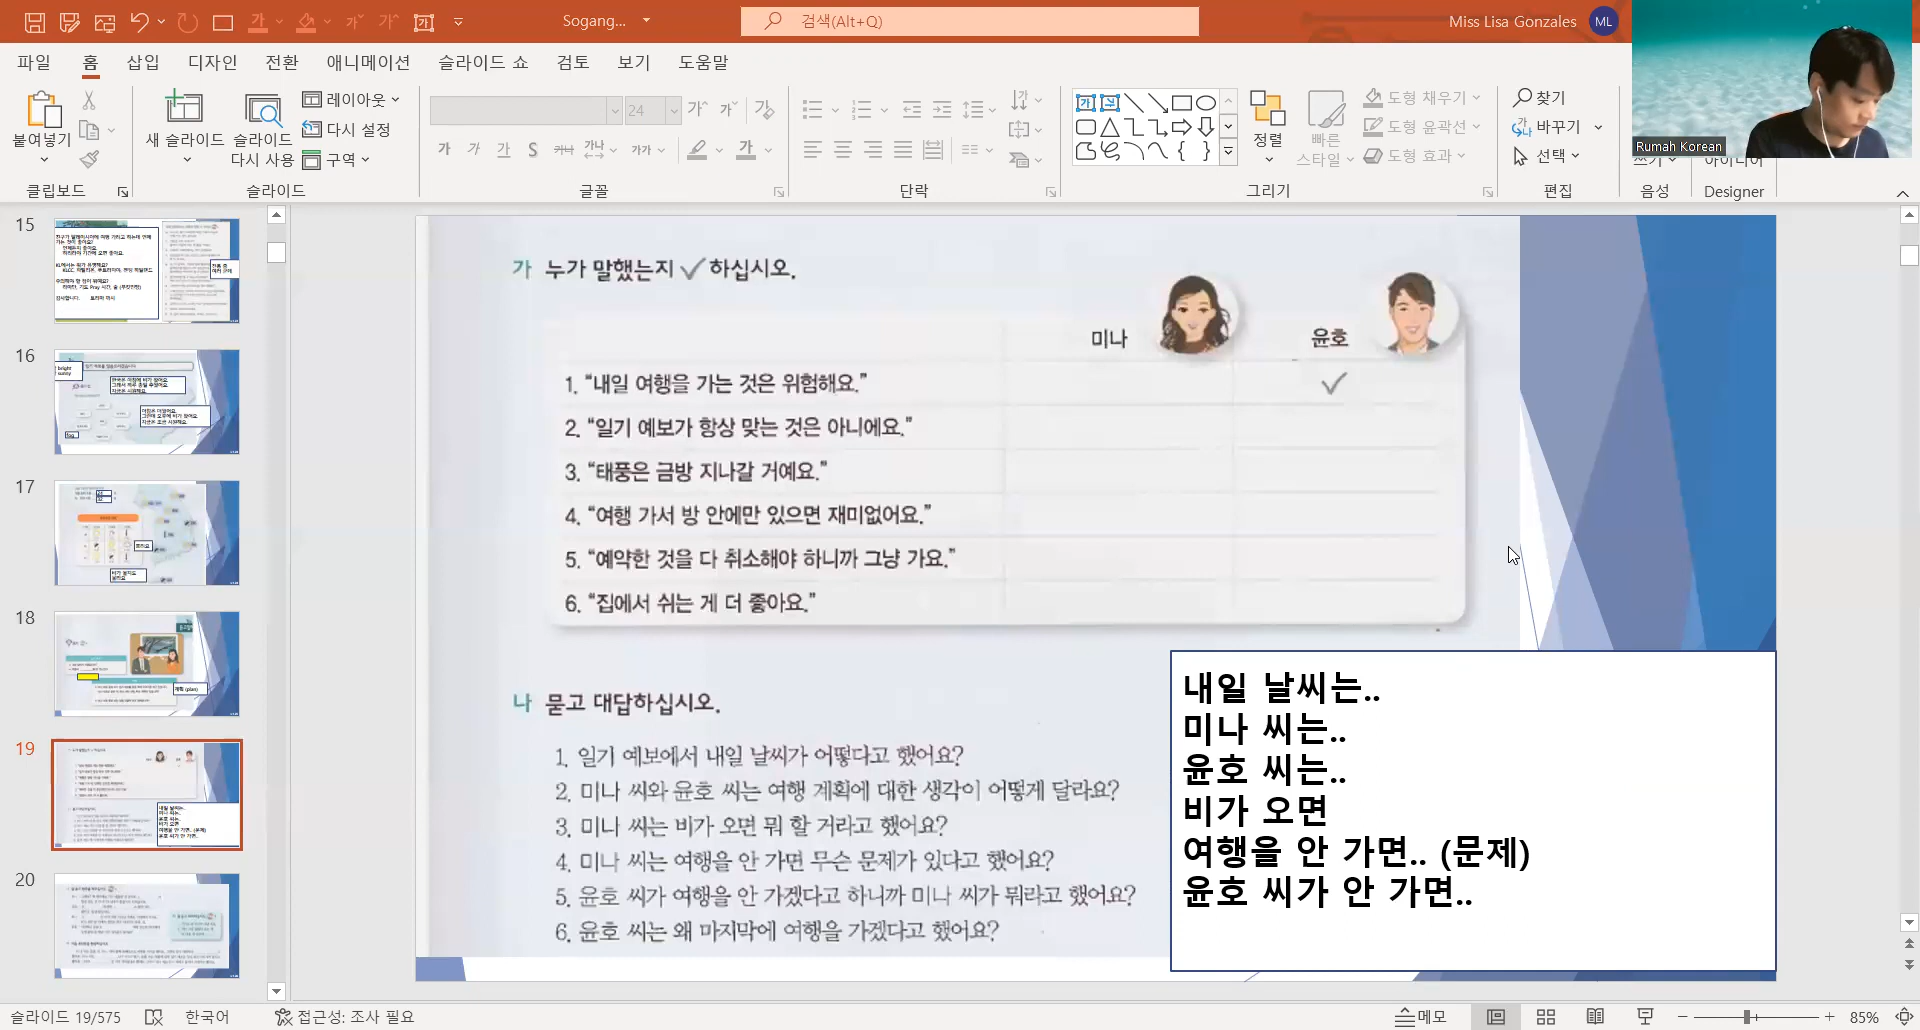 Sogang...
검색(Alt+Q)
Miss Lisa Gonzales
ML
파일
홈
삽입
디자인
전환
애니메이션
슬라이드 쇼
검토
보기
도움말
붙여넣기
새 슬라이드
슬라이드 다시 사용
레이아웃
다시 설정
구역
24
도형 채우기
도형 윤곽선
도형 효과
정렬
빠른 스타일
찾기
바꾸기
선택
Rumah Korean
클립보드
슬라이드
글꼴
단락
그리기
편집
음성
Designer
15
16
17
18
19
20
가 누가 말했는지 ✓ 하십시오.
미나
윤호
1. “내일 여행을 가는 것은 위험해요.”
✓
2. “일기 예보가 항상 맞는 것은 아니에요.”
3. “태풍은 금방 지나갈 거예요.”
4. “여행 가서 방 안에만 있으면 재미없어요.”
5. “예약한 것을 다 취소해야 하니까 그냥 가요.”
6. “집에서 쉬는 게 더 좋아요.”
나 묻고 대답하십시오.
1. 일기 예보에서 내일 날씨가 어떻다고 했어요?
2. 미나 씨와 윤호 씨는 여행 계획에 대한 생각이 어떻게 달라요?
3. 미나 씨는 비가 오면 뭐 할 거라고 했어요?
4. 미나 씨는 여행을 안 가면 무슨 문제가 있다고 했어요?
5. 윤호 씨가 여행을 안 가겠다고 하니까 미나 씨가 뭐라고 했어요?
6. 윤호 씨는 왜 마지막에 여행을 가겠다고 했어요?
내일 날씨는..
미나 씨는..
윤호 씨는..
비가 오면
여행을 안 가면.. (문제)
윤호 씨가 안 가면..
슬라이드 19/575
한국어
접근성: 조사 필요
메모
85%